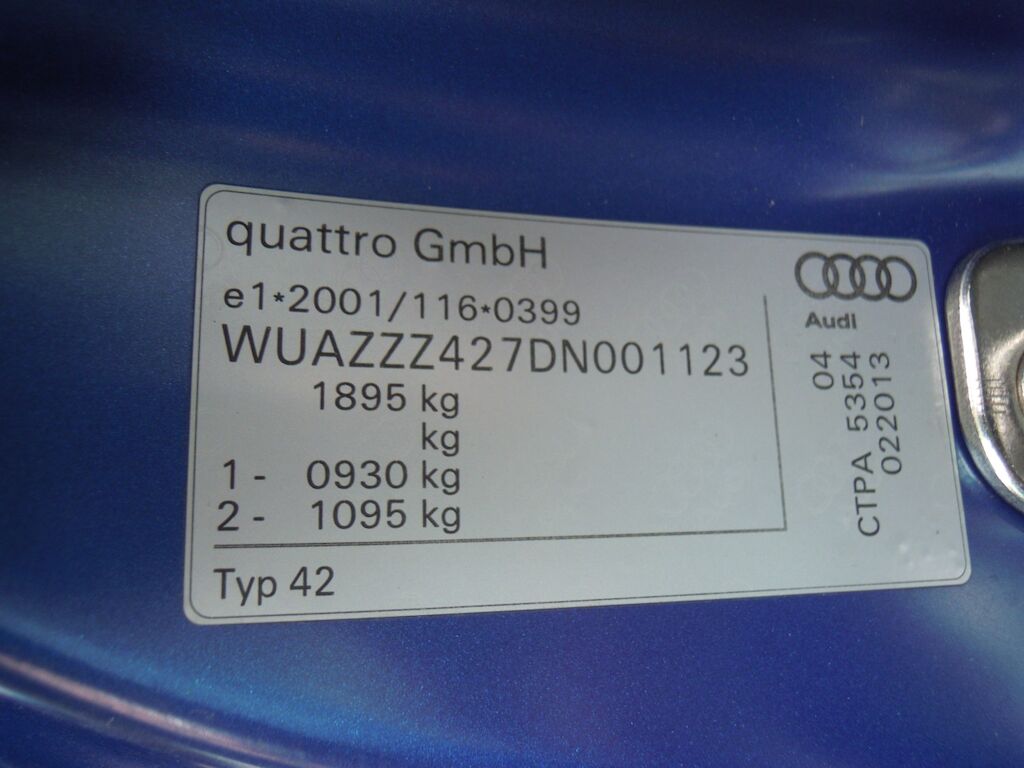 quattro GmbH
e1*2001/116*0399
WUAZZZ427DN001123
1895 kg
kg
1 - 0930 kg
2 - 1095 kg
Typ 42
Audi
04
CTPA 5354
022013